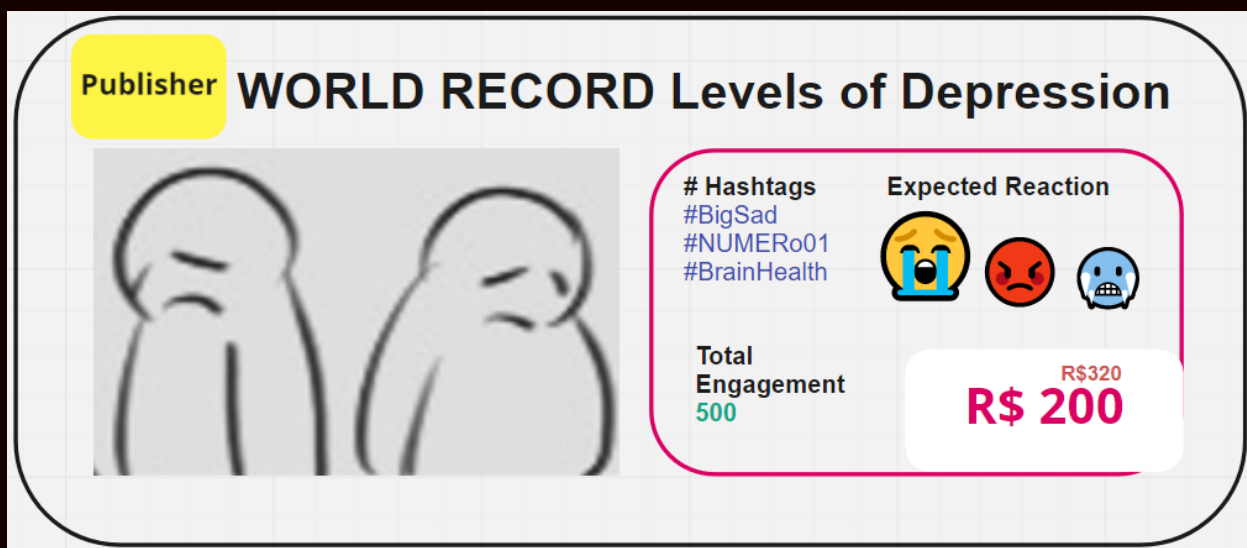 Publisher
WORLD RECORD Levels of Depression
# Hashtags
#BigSad
#NUMERo01
#BrainHealth
Expected Reaction
Total
Engagement
500
R$320
R$ 200